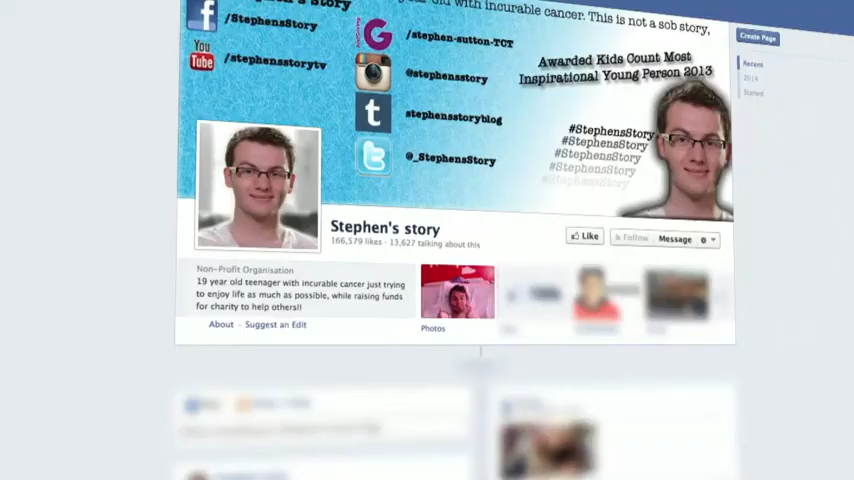 old with incurable cancer. This is not a sob story,
/StephensStory
/stephen-sutton-TCT
You
Tube
/stephensstorytv
@stephensstory
Awarded Kids Count Most
Inspirational Young Person 2013
stephensstoryblog
@_StephensStory
#StephensStory
#StephensStory
#StephensStory
#StephensStory
#StephensStory
Create Page
Recent
2014
Started
Stephen's story
166,579 likes · 13,627 talking about this
Like
Follow
Message
Non-Profit Organisation
19 year old teenager with incurable cancer just trying
to enjoy life as much as possible, while raising funds
for charity to help others!!
About - Suggest an Edit
Photos